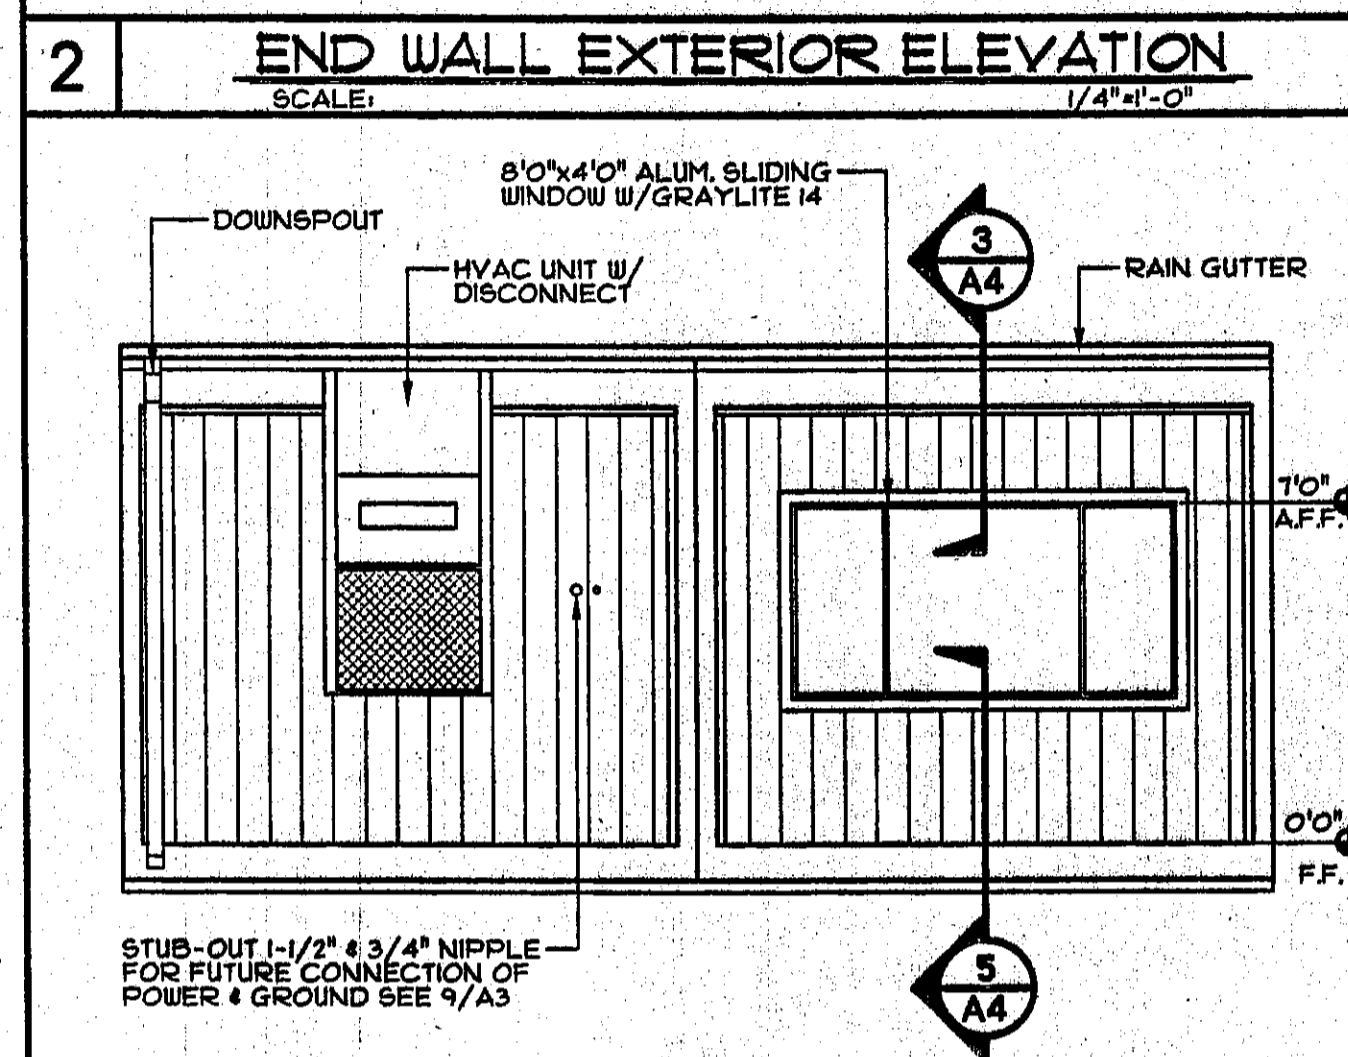 2
END WALL EXTERIOR ELEVATION
SCALE: 1/4"=1'-0"
8'0"x4'0" ALUM. SLIDING
WINDOW W/GRAYLITE 14
DOWNSPOUT
3
A4
HVAC UNIT W/
DISCONNECT
RAIN GUTTER
7'0"
A.F.F.
0'0"
F.F.
STUB-OUT 1-1/2" & 3/4" NIPPLE
FOR FUTURE CONNECTION OF
POWER & GROUND SEE 9/A3
5
A4